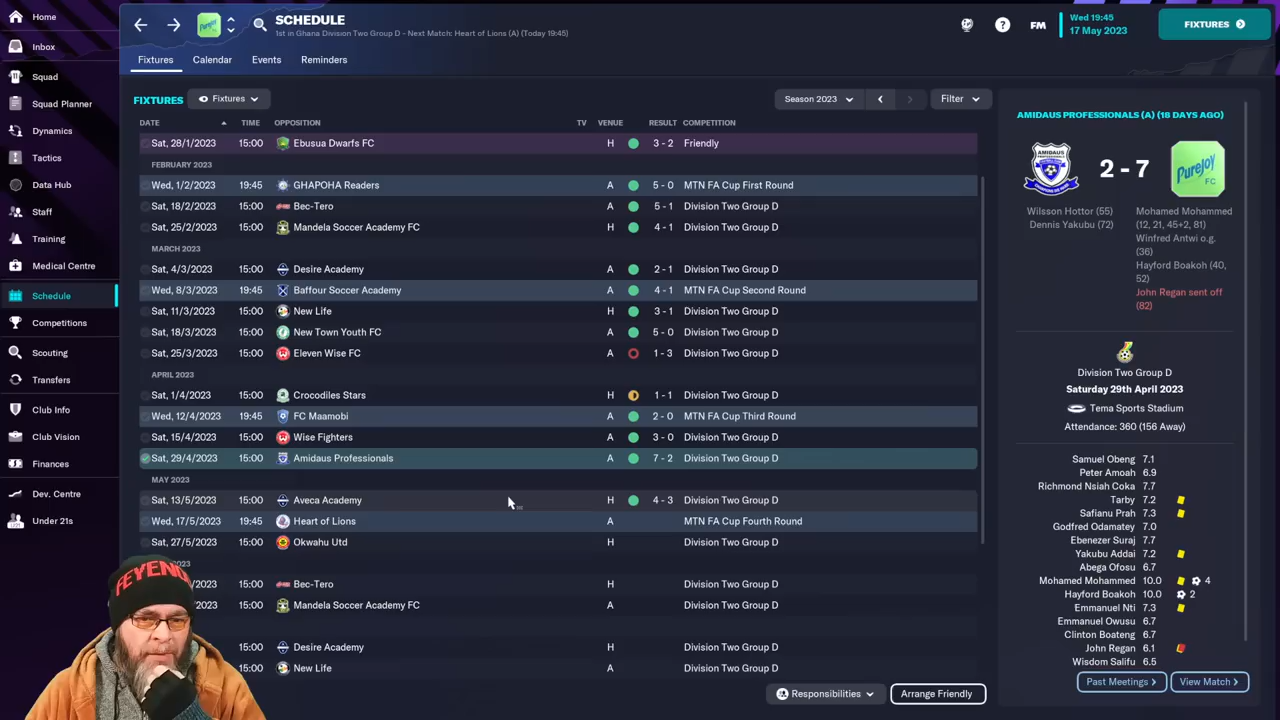 Home
Inbox
Squad
Squad Planner
Dynamics
Tactics
Data Hub
Staff
Training
Medical Centre
Schedule
Competitions
Scouting
Transfers
Club Info
Club Vision
Finances
Dev. Centre
Under 21s
SCHEDULE
1st in Ghana Division Two Group D - Next Match: Heart of Lions (A) (Today 19:45)
FM
Wed 19:45
17 May 2023
FIXTURES
Fixtures Calendar Events Reminders
FIXTURES Fixtures Season 2023 Filter
DATE TIME OPPOSITION TV VENUE RESULT COMPETITION
Sat, 28/1/2023 15:00 Ebusua Dwarfs FC H 3 - 2 Friendly
FEBRUARY 2023
Wed, 1/2/2023 19:45 GHAPOHA Readers A 5 - 0 MTN FA Cup First Round
Sat, 18/2/2023 15:00 Bec-Tero A 5 - 1 Division Two Group D
Sat, 25/2/2023 15:00 Mandela Soccer Academy FC H 4 - 1 Division Two Group D
MARCH 2023
Sat, 4/3/2023 15:00 Desire Academy A 2 - 1 Division Two Group D
Wed, 8/3/2023 19:45 Baffour Soccer Academy A 4 - 1 MTN FA Cup Second Round
Sat, 11/3/2023 15:00 New Life H 3 - 1 Division Two Group D
Sat, 18/3/2023 15:00 New Town Youth FC A 5 - 0 Division Two Group D
Sat, 25/3/2023 15:00 Eleven Wise FC A 1 - 3 Division Two Group D
APRIL 2023
Sat, 1/4/2023 15:00 Crocodiles Stars H 1 - 1 Division Two Group D
Wed, 12/4/2023 19:45 FC Maamobi A 2 - 0 MTN FA Cup Third Round
Sat, 15/4/2023 15:00 Wise Fighters A 3 - 0 Division Two Group D
Sat, 29/4/2023 15:00 Amidaus Professionals A 7 - 2 Division Two Group D
MAY 2023
Sat, 13/5/2023 15:00 Aveca Academy H 4 - 3 Division Two Group D
Wed, 17/5/2023 19:45 Heart of Lions A MTN FA Cup Fourth Round
Sat, 27/5/2023 15:00 Okwahu Utd H Division Two Group D
2023
15:00 Bec-Tero H Division Two Group D
15:00 Mandela Soccer Academy FC A Division Two Group D
15:00 Desire Academy H Division Two Group D
15:00 New Life A Division Two Group D
Responsibilities Arrange Friendly
AMIDAUS PROFESSIONALS (A) (18 DAYS AGO)
AMIDAUS
PROFESSIONALS
2 - 7
PureJoy
FC
Wilsson Hottor (55)
Dennis Yakubu (72)
Mohamed Mohammed
(12, 21, 45+2, 81)
Winfred Antwi o.g.
(36)
Hayford Boakoh (40,
52)
John Regan sent off
(82)
Division Two Group D
Saturday 29th April 2023
Tema Sports Stadium
Attendance: 360 (156 Away)
Samuel Obeng 7.1
Peter Amoah 6.9
Richmond Nsiah Coka 7.7
Tarby 7.2
Safianu Prah 7.3
Godfred Odamatey 7.0
Ebenezer Suraj 7.7
Yakubu Addai 7.2
Abega Ofosu 6.7
Mohamed Mohammed 10.0 4
Hayford Boakoh 10.0 2
Emmanuel Nti 7.3
Emmanuel Owusu 6.7
Clinton Boateng 6.7
John Regan 6.1
Wisdom Salifu 6.5
Past Meetings View Match
FEYENO